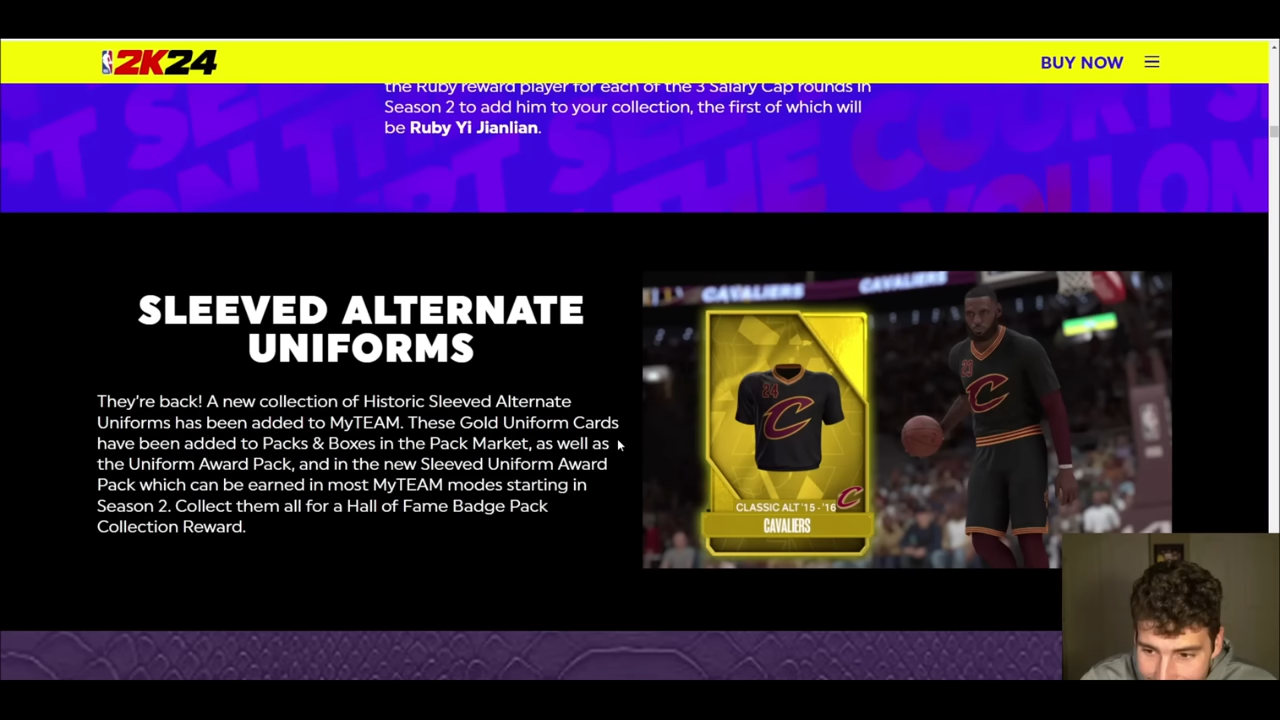 2K24
BUY NOW
the Ruby reward player for each of the 3 Salary Cap rounds in
Season 2 to add him to your collection, the first of which will
be Ruby Yi Jianlian.
SLEEVED ALTERNATE
UNIFORMS
They're back! A new collection of Historic Sleeved Alternate
Uniforms has been added to MyTEAM. These Gold Uniform Cards
have been added to Packs & Boxes in the Pack Market, as well as
the Uniform Award Pack, and in the new Sleeved Uniform Award
Pack which can be earned in most MyTEAM modes starting in
Season 2. Collect them all for a Hall of Fame Badge Pack
Collection Reward.
CAVALIERS
CAVALIERS
24
C
23
C
CLASSIC ALT '15 - '16
C
CAVALIERS